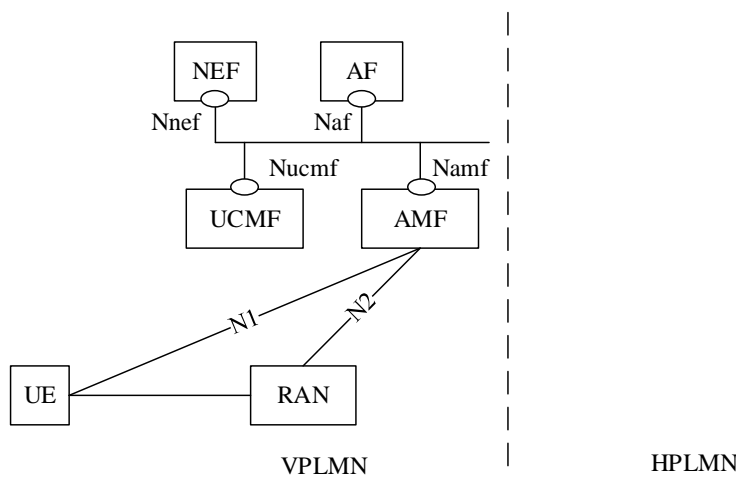 NEF
AF
Nnef
Naf
Nucmf
Namf
UCMF
AMF
N1
N2
UE
RAN
VPLMN
HPLMN